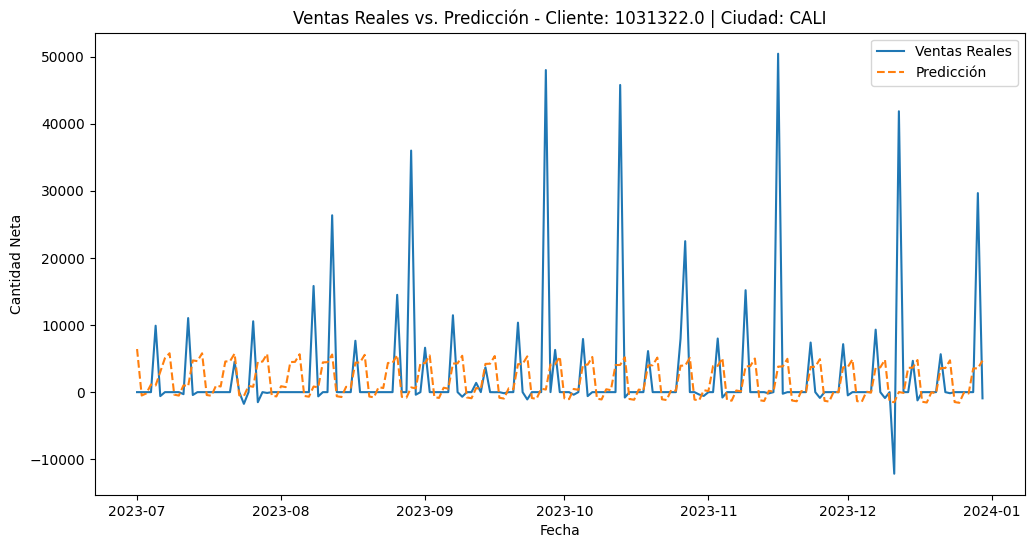 Ventas Reales vs. Predicción - Cliente: 1031322.0 | Ciudad: CALI
Ventas Reales
Predicción
50000
40000
30000
20000
10000
0
−10000
Cantidad Neta
2023-07
2023-08
2023-09
2023-10
2023-11
2023-12
2024-01
Fecha